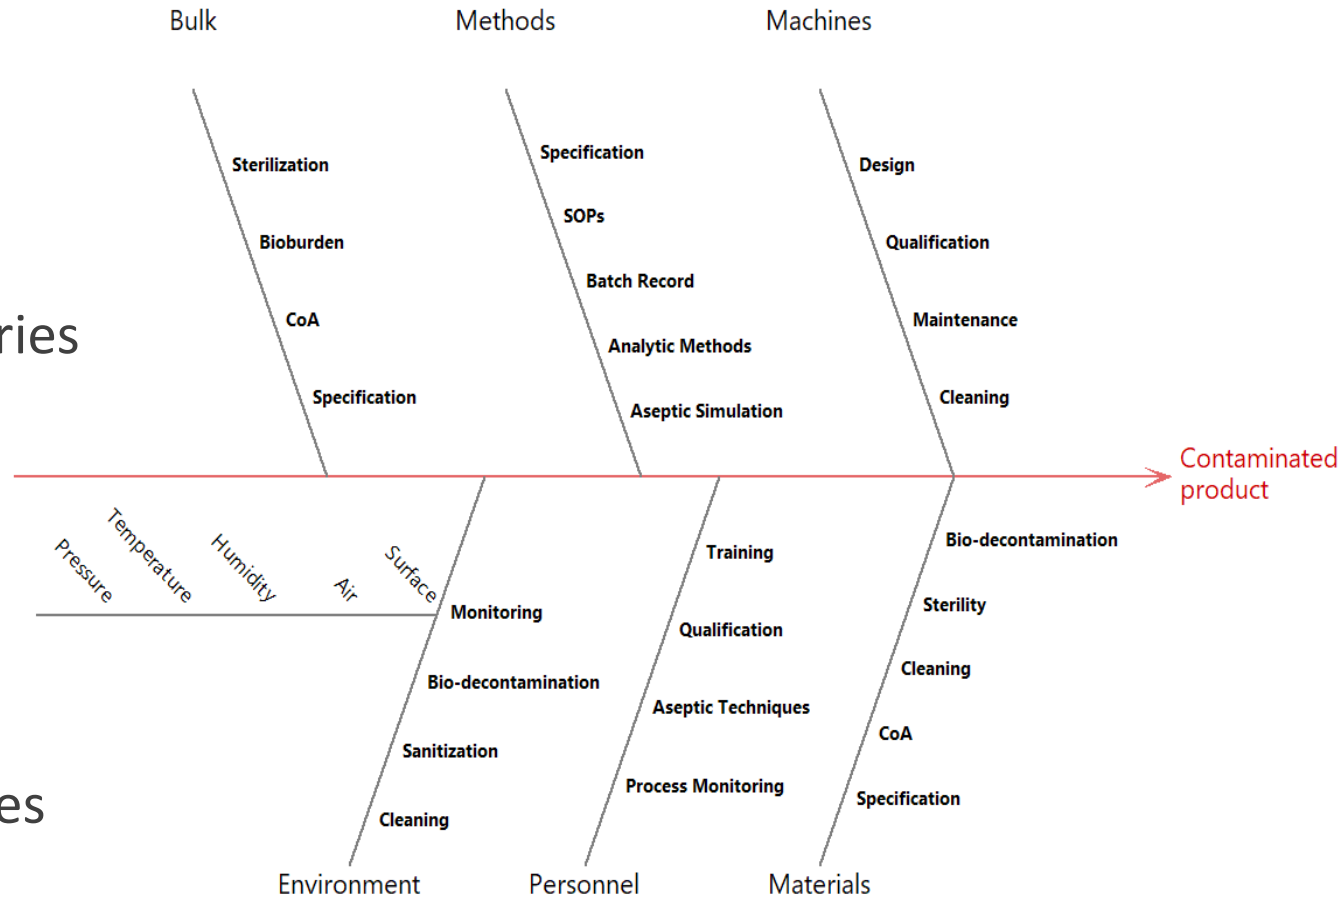 Bulk
Methods
Machines
Sterilization
Bioburden
CoA
Specification
Specification
SOPs
Batch Record
Analytic Methods
Aseptic Simulation
Design
Qualification
Maintenance
Cleaning
ries
Contaminated
product
Pressure
Temperature
Humidity
Air
Surface
Monitoring
Bio-decontamination
Sanitization
Cleaning
Training
Qualification
Aseptic Techniques
Process Monitoring
Bio-decontamination
Sterility
Cleaning
CoA
Specification
es
Environment
Personnel
Materials